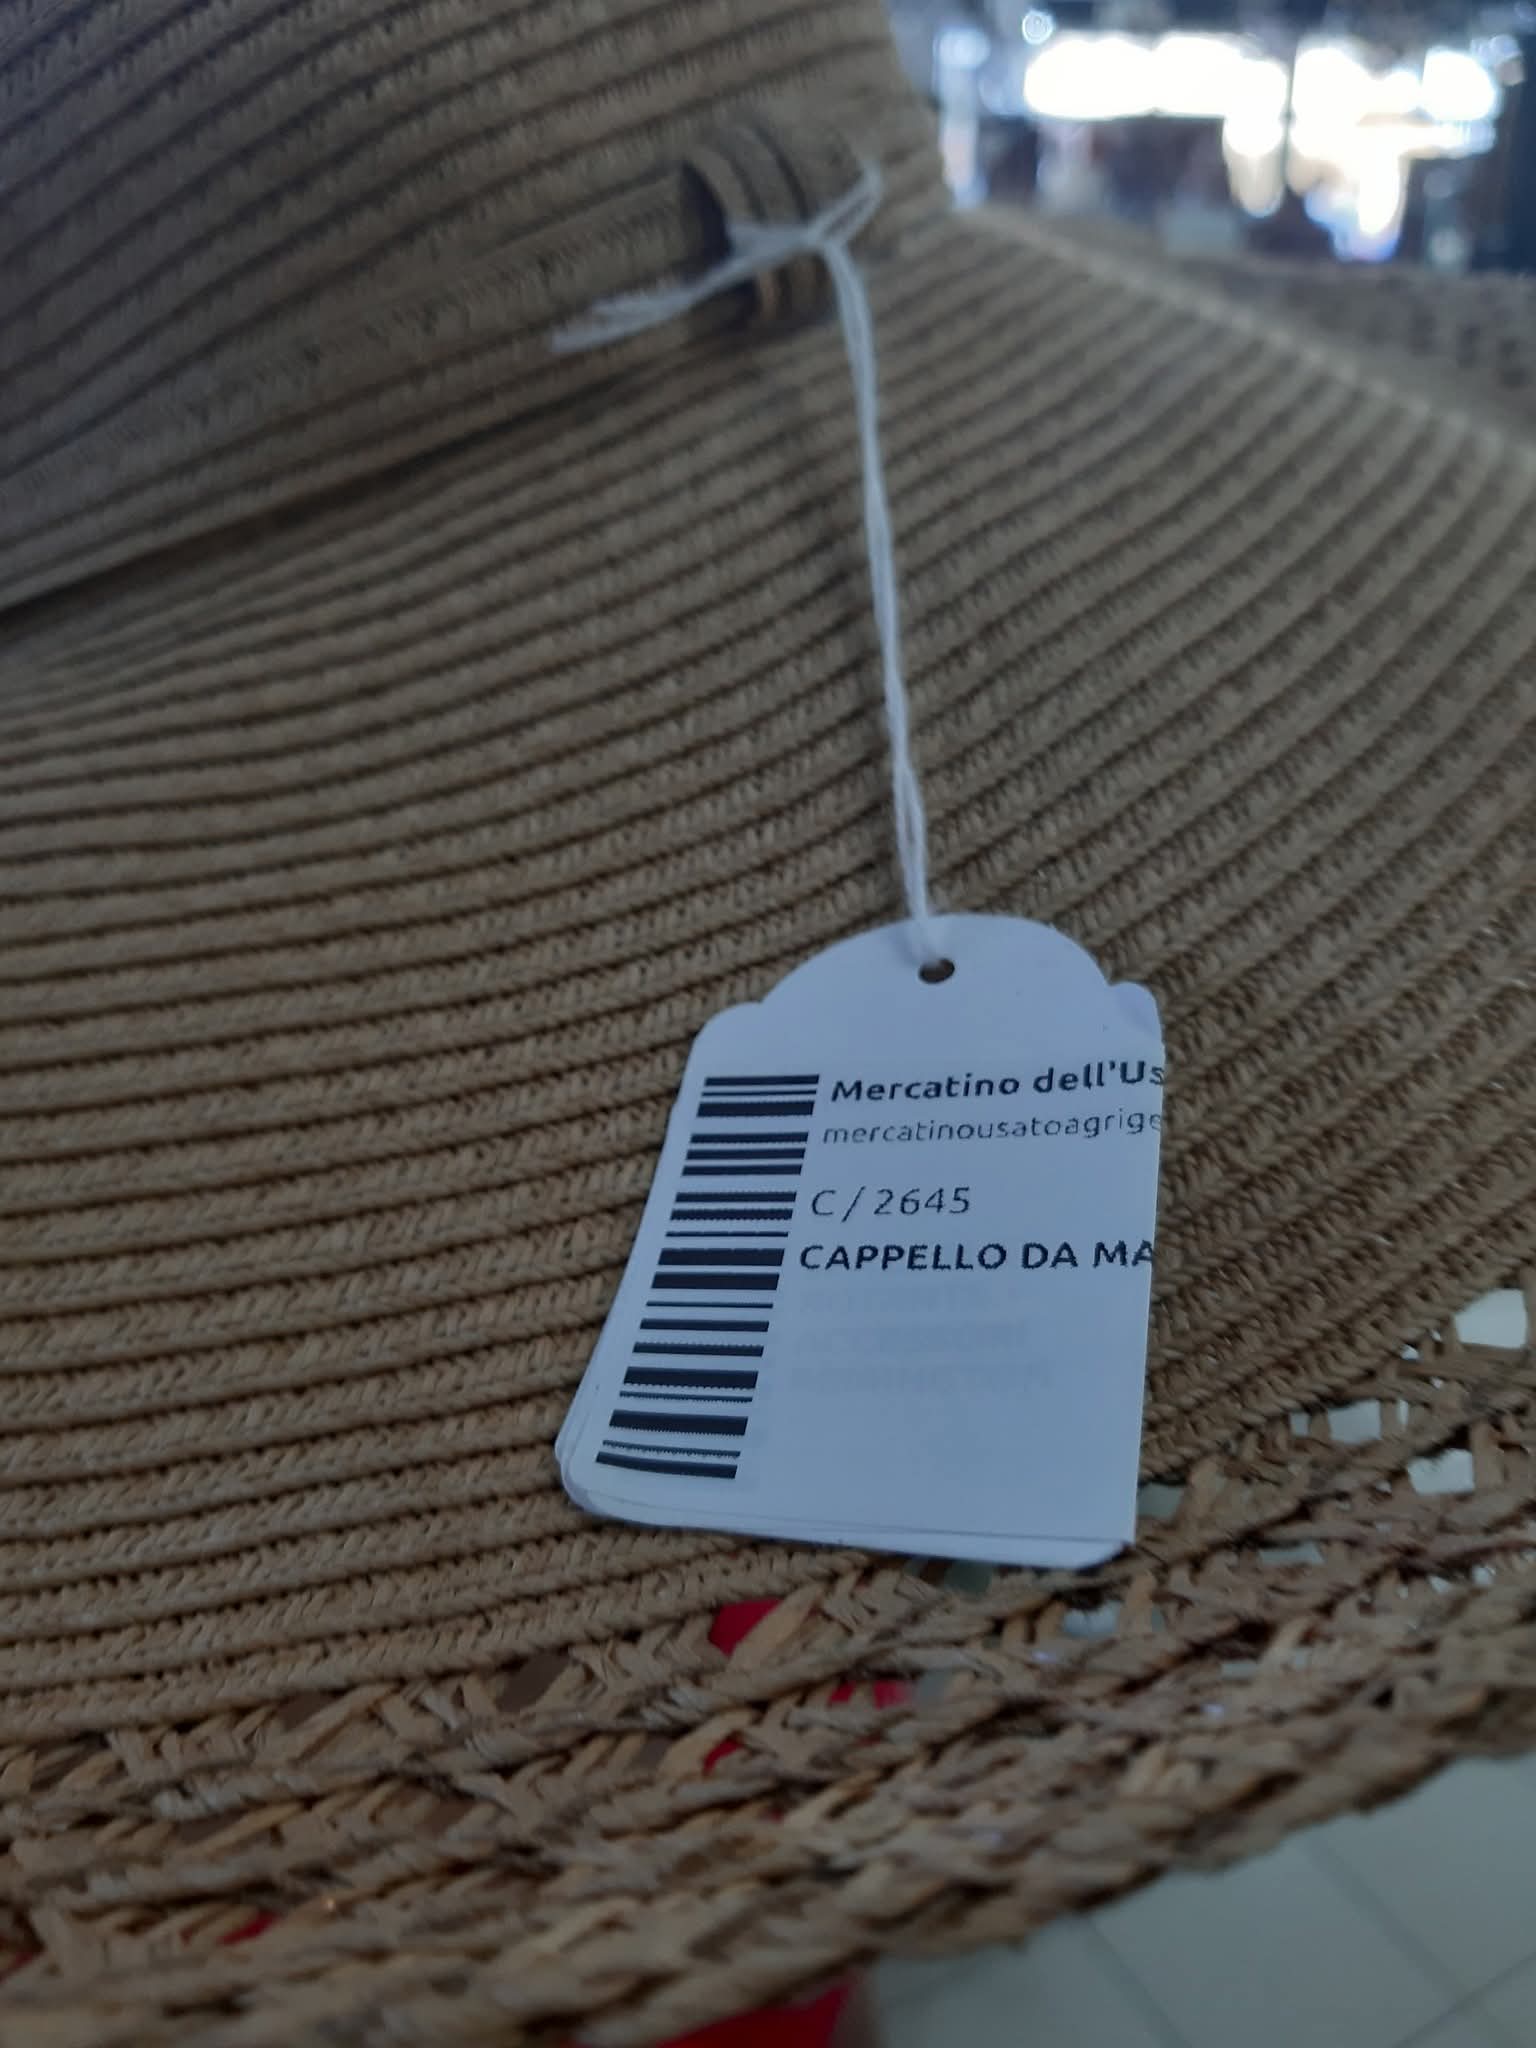 Mercatino dell'Us
mercatinousatoagrige
C/2645
CAPPELLO DA MA